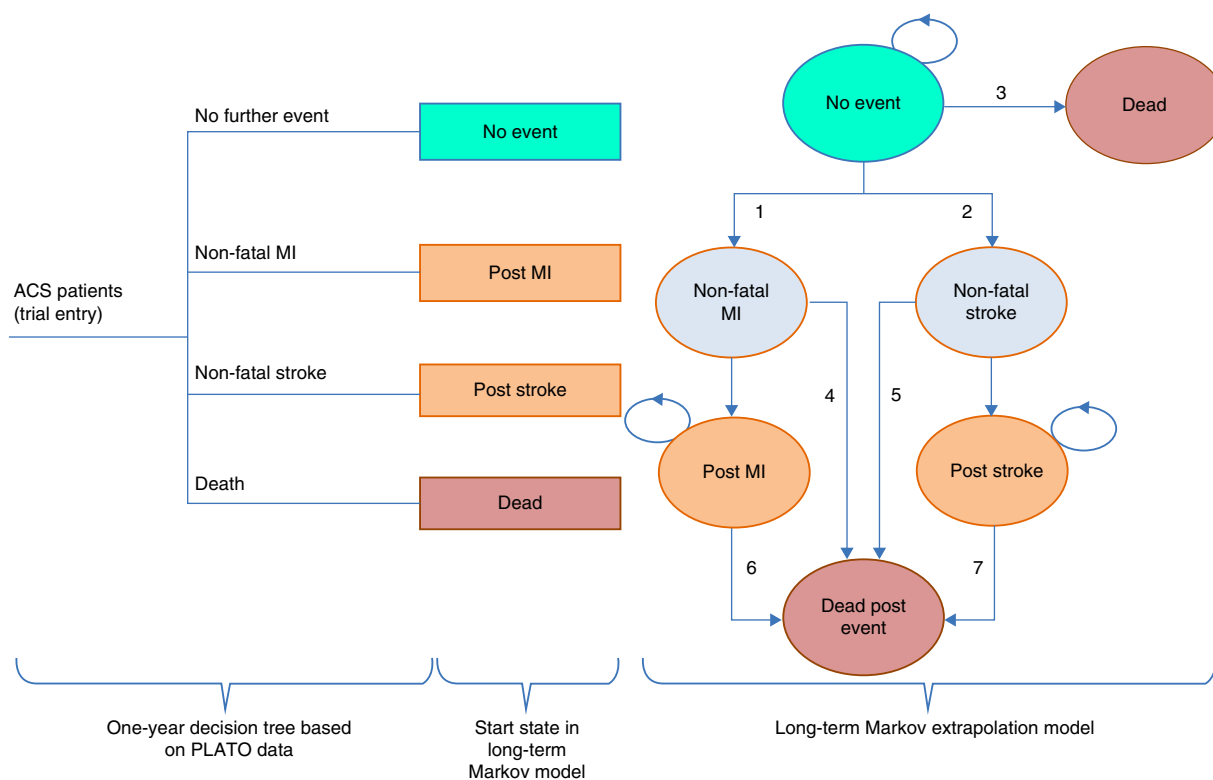 No further event
No event
Non-fatal MI
Post MI
ACS patients
(trial entry)
Non-fatal stroke
Post stroke
Death
Dead
No event
3
Dead
1
2
Non-fatal
MI
Non-fatal
stroke
4
5
Post MI
Post stroke
6
7
Dead post
event
One-year decision tree based
on PLATO data
Start state in
long-term
Markov model
Long-term Markov extrapolation model